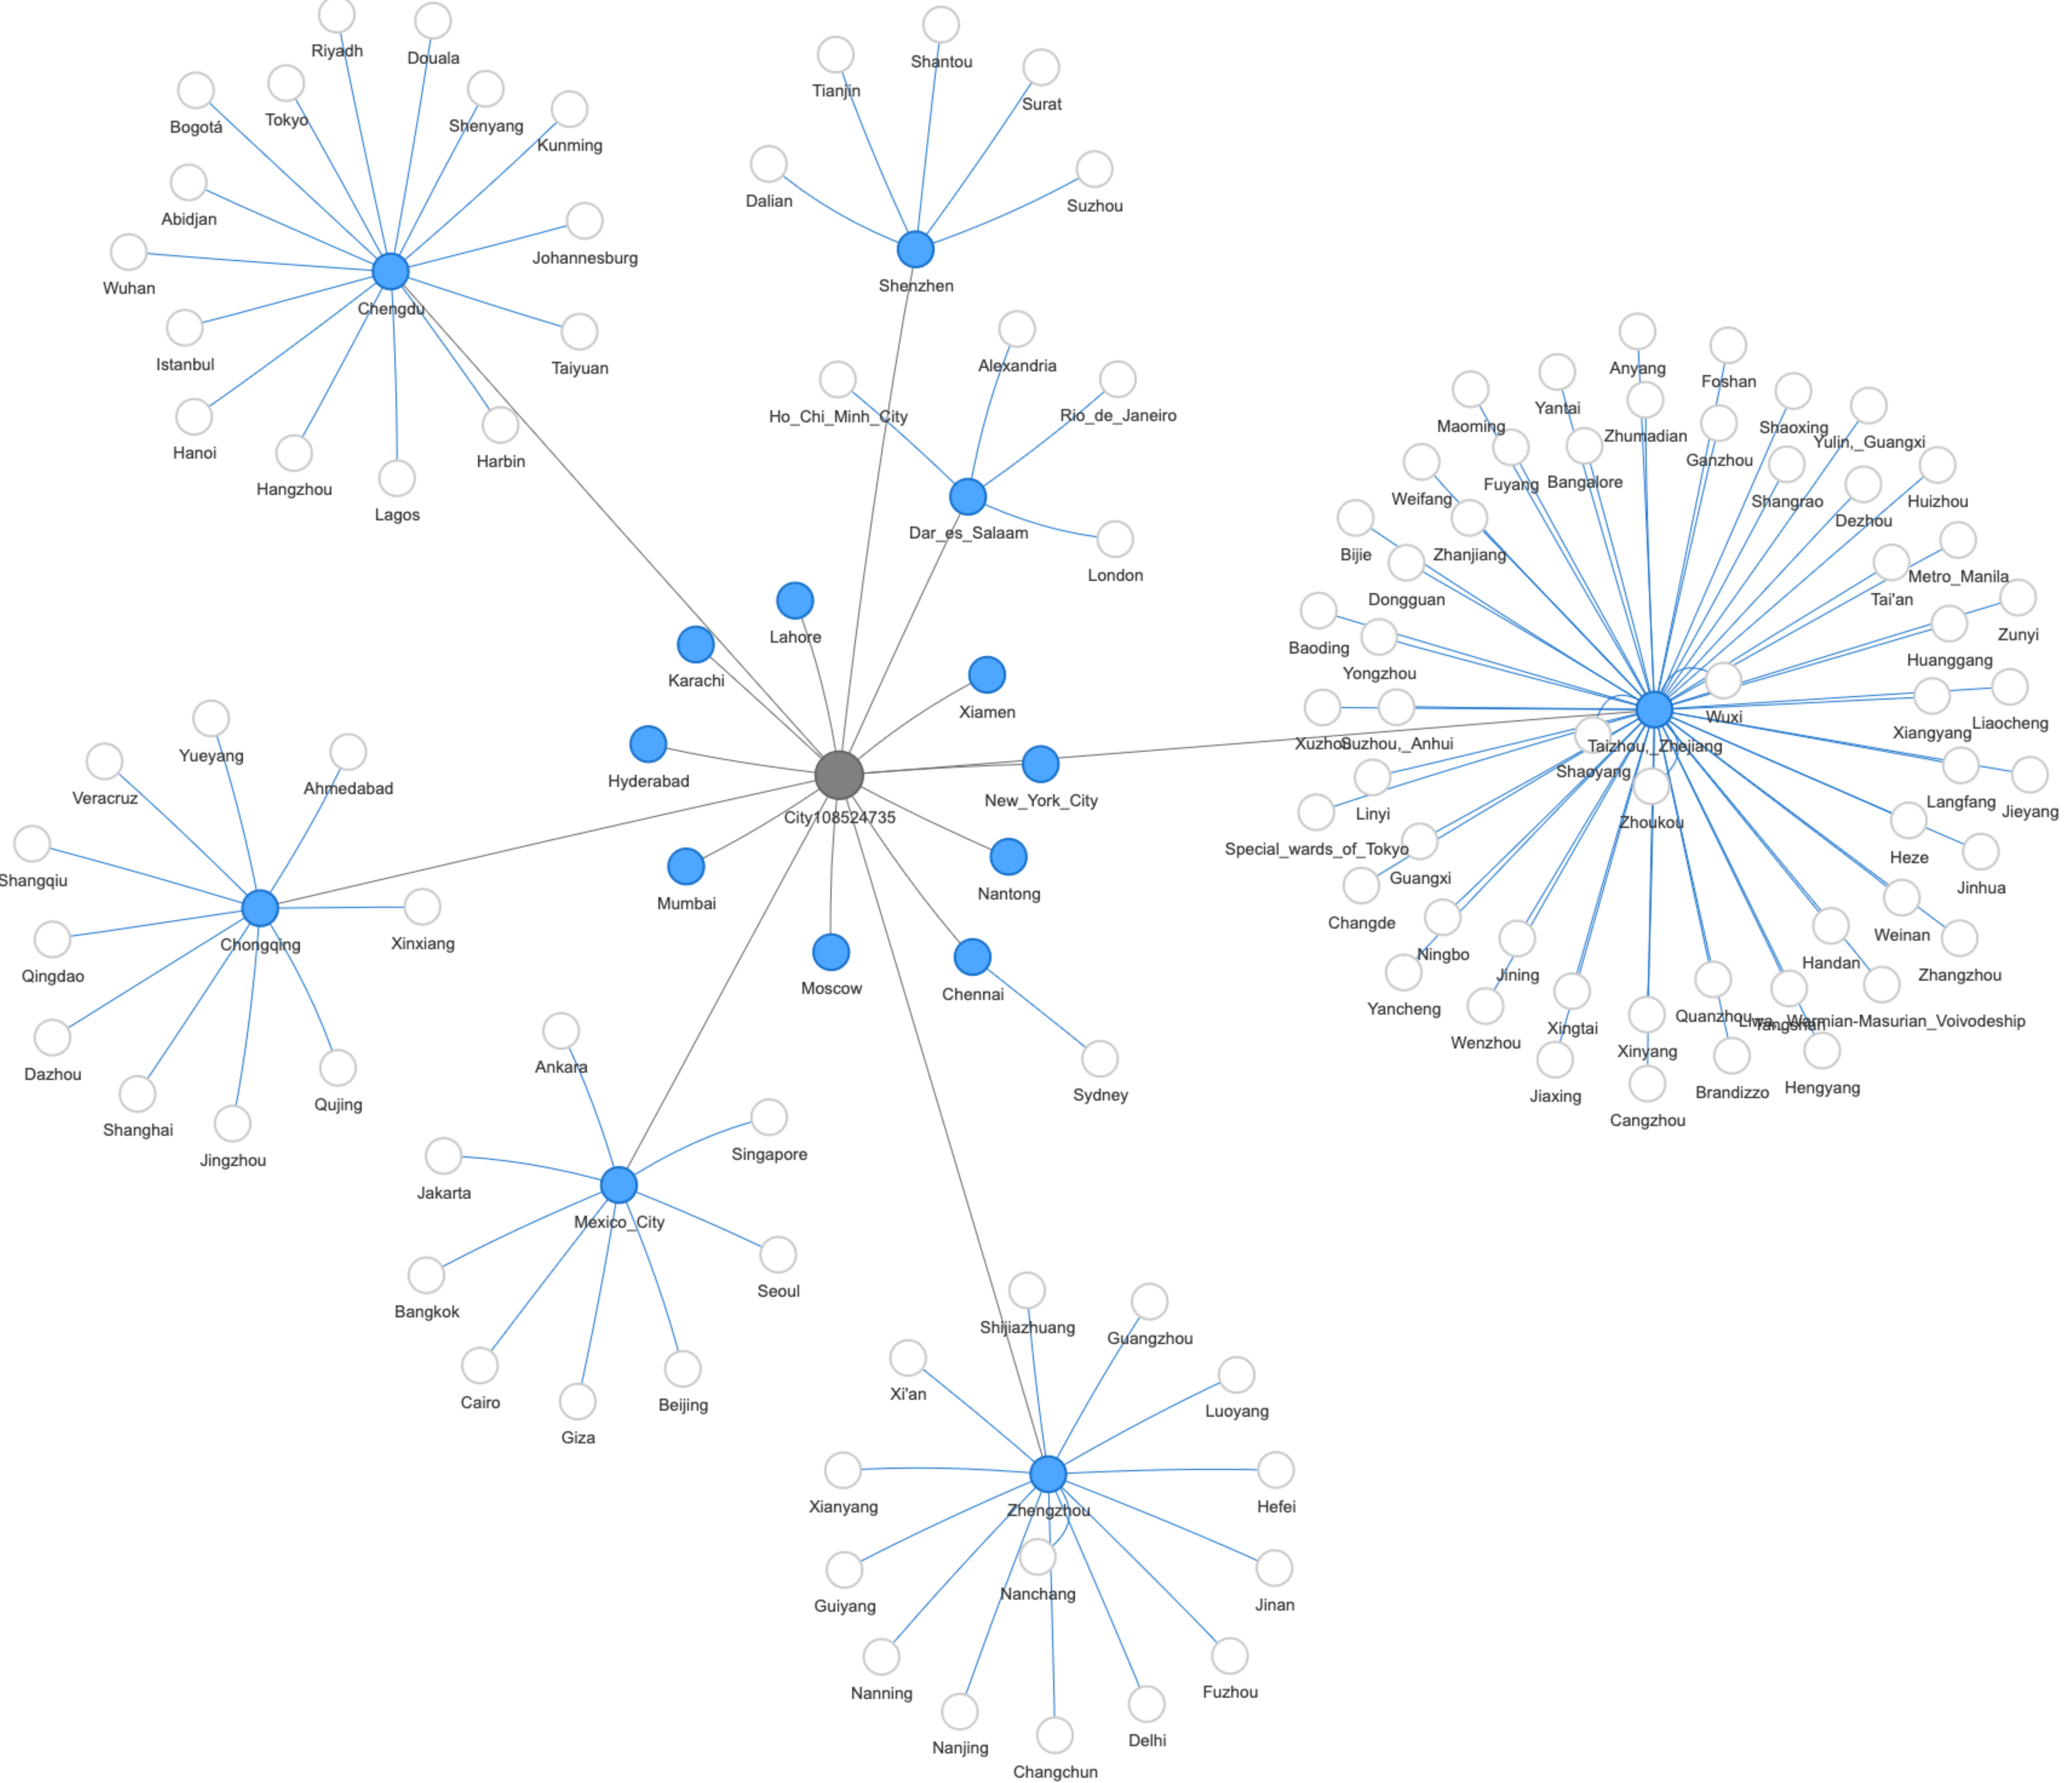 Riyadh
Douala
Bogotá
Tokyo
Shenyang
Kunming
Abidjan
Johannesburg
Wuhan
Chengdu
Istanbul
Taiyuan
Hanoi
Hangzhou
Lagos
Harbin
Tianjin
Shantou
Surat
Dalian
Suzhou
Shenzhen
Alexandria
Ho_Chi_Minh_City
Rio_de_Janeiro
Dar_es_Salaam
London
Lahore
Karachi
Xiamen
Hyderabad
New_York_City
City108524735
Mumbai
Nantong
Moscow
Chennai
Sydney
Anyang
Foshan
Yantai
Maoming
Zhumadian
Shaoxing
Yulin,_Guangxi
Ganzhou
Weifang
Fuyang
Bangalore
Shangrao
Huizhou
Dezhou
Bijie
Zhanjiang
Metro_Manila
Dongguan
Tai'an
Zunyi
Baoding
Yongzhou
Huanggang
Wuxi
Liaocheng
Xiangyang
Xuzhou
Suzhou,_Anhui
Taizhou,_Zhejiang
Shaoyang
Linyi
Langfang
Jieyang
Zhoukou
Special_wards_of_Tokyo
Heze
Guangxi
Jinhua
Changde
Weinan
Ningbo
Jining
Handan
Zhangzhou
Yancheng
Quanzhou
Liwa,_Warmian-Masurian_Voivodeship
Tangshan
Xingtai
Wenzhou
Xinyang
Hengyang
Brandizzo
Jiaxing
Cangzhou
Yueyang
Ahmedabad
Veracruz
Shangqiu
Xinxiang
Chongqing
Qingdao
Dazhou
Qujing
Shanghai
Jingzhou
Ankara
Singapore
Jakarta
Mexico_City
Seoul
Bangkok
Cairo
Beijing
Giza
Shijiazhuang
Guangzhou
Xi'an
Luoyang
Xianyang
Hefei
Zhengzhou
Nanchang
Guiyang
Jinan
Nanning
Fuzhou
Nanjing
Delhi
Changchun